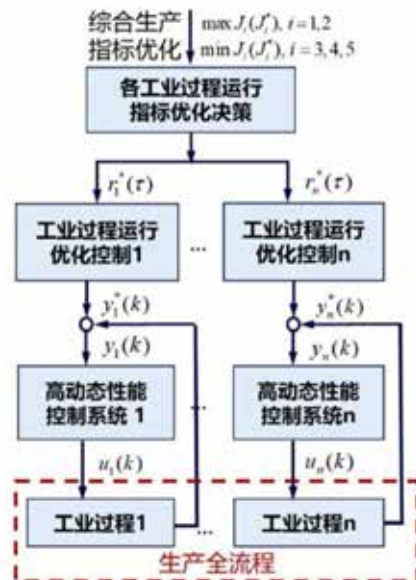 综合生产
指标优化
max J_i(J_i^*), i = 1,2
min J_i(J_i^*), i = 3,4,5
各工业过程运行
指标优化决策
r_1^*(τ)
r_n^*(τ)
工业过程运行
优化控制1
...
工业过程运行
优化控制n
y_1^*(k)
y_n^*(k)
y_1(k)
y_n(k)
高动态性能
控制系统 1
...
高动态性能
控制系统n
u_1(k)
u_n(k)
工业过程1
...
工业过程n
生产全流程